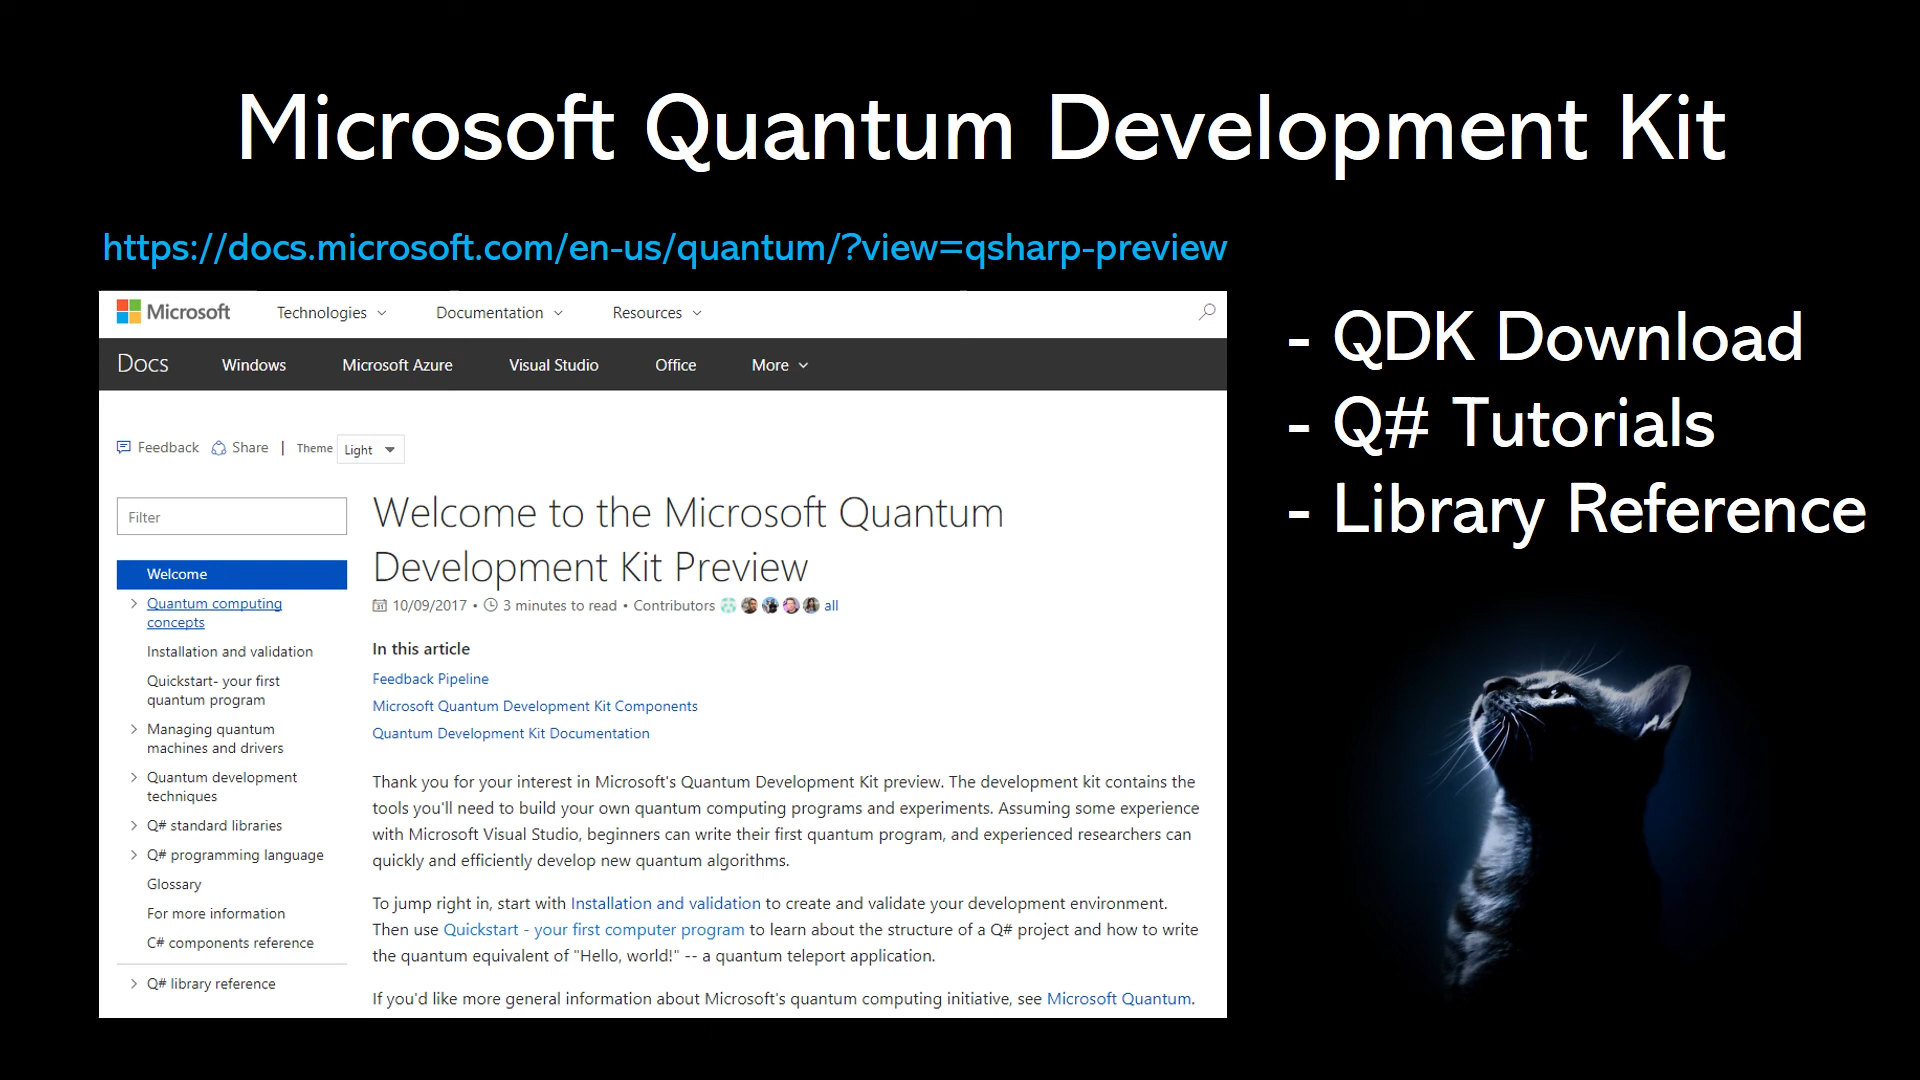 Microsoft Quantum Development Kit
https://docs.microsoft.com/en-us/quantum/?view=qsharp-preview
Microsoft Technologies Documentation Resources
Docs Windows Microsoft Azure Visual Studio Office More
Feedback Share | Theme Light
Filter
Welcome
Quantum computing
concepts
Installation and validation
Quickstart- your first
quantum program
Managing quantum
machines and drivers
Quantum development
techniques
Q# standard libraries
Q# programming language
Glossary
For more information
C# components reference
Q# library reference
Welcome to the Microsoft Quantum
Development Kit Preview
10/09/2017 • 3 minutes to read • Contributors all
In this article
Feedback Pipeline
Microsoft Quantum Development Kit Components
Quantum Development Kit Documentation
Thank you for your interest in Microsoft's Quantum Development Kit preview. The development kit contains the
tools you'll need to build your own quantum computing programs and experiments. Assuming some experience
with Microsoft Visual Studio, beginners can write their first quantum program, and experienced researchers can
quickly and efficiently develop new quantum algorithms.
To jump right in, start with Installation and validation to create and validate your development environment.
Then use Quickstart - your first computer program to learn about the structure of a Q# project and how to write
the quantum equivalent of "Hello, world!" -- a quantum teleport application.
If you'd like more general information about Microsoft's quantum computing initiative, see Microsoft Quantum.
- QDK Download
- Q# Tutorials
- Library Reference